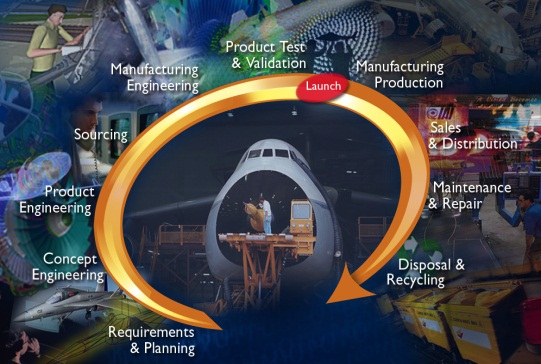 Product Test
& Validation
Manufacturing
Engineering
Launch
Manufacturing
Production
Sourcing
Sales
& Distribution
Product
Engineering
Maintenance
& Repair
Concept
Engineering
Disposal &
Recycling
Requirements
& Planning